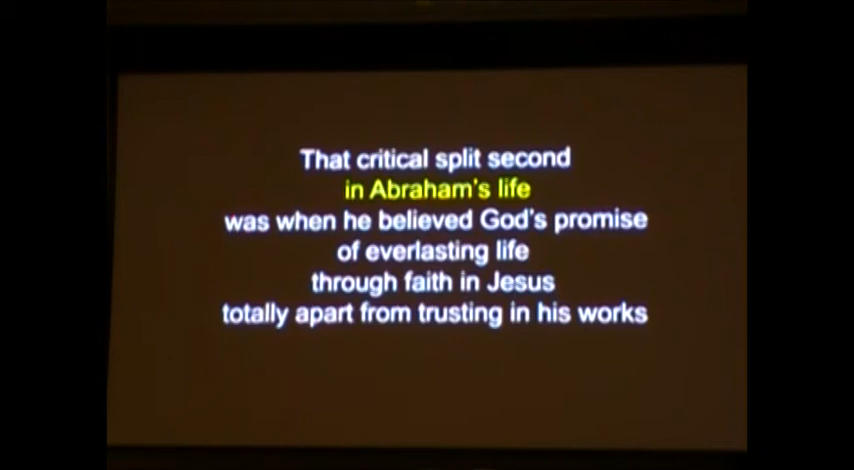 That critical split second
in Abraham's life
was when he believed God's promise
of everlasting life
through faith in Jesus
totally apart from trusting in his works